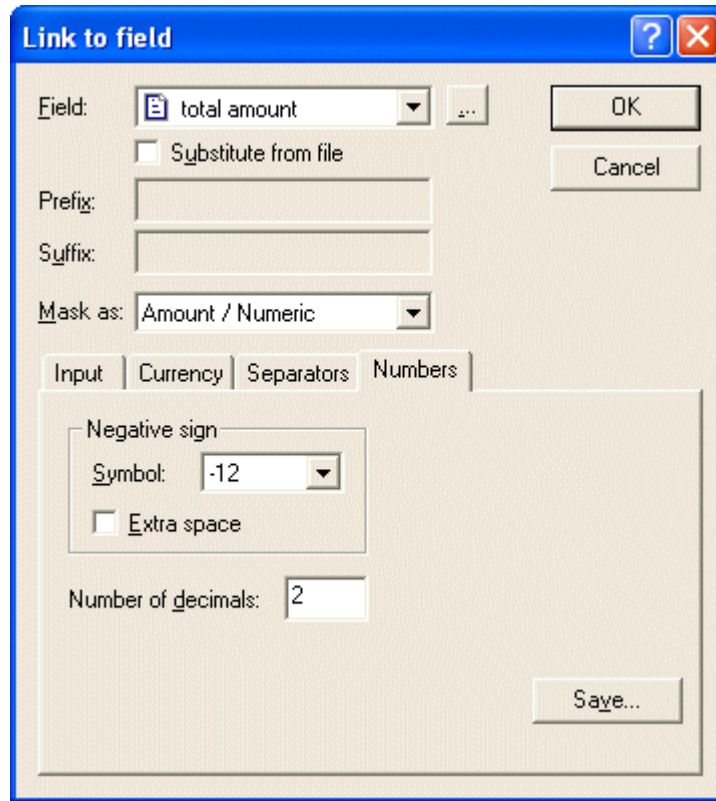 Link to field
Field: total amount ... OK
Substitute from file
Cancel
Prefix:
Suffix:
Mask as: Amount / Numeric
Input Currency Separators Numbers
Negative sign
Symbol: -12
Extra space
Number of decimals: 2
Save...